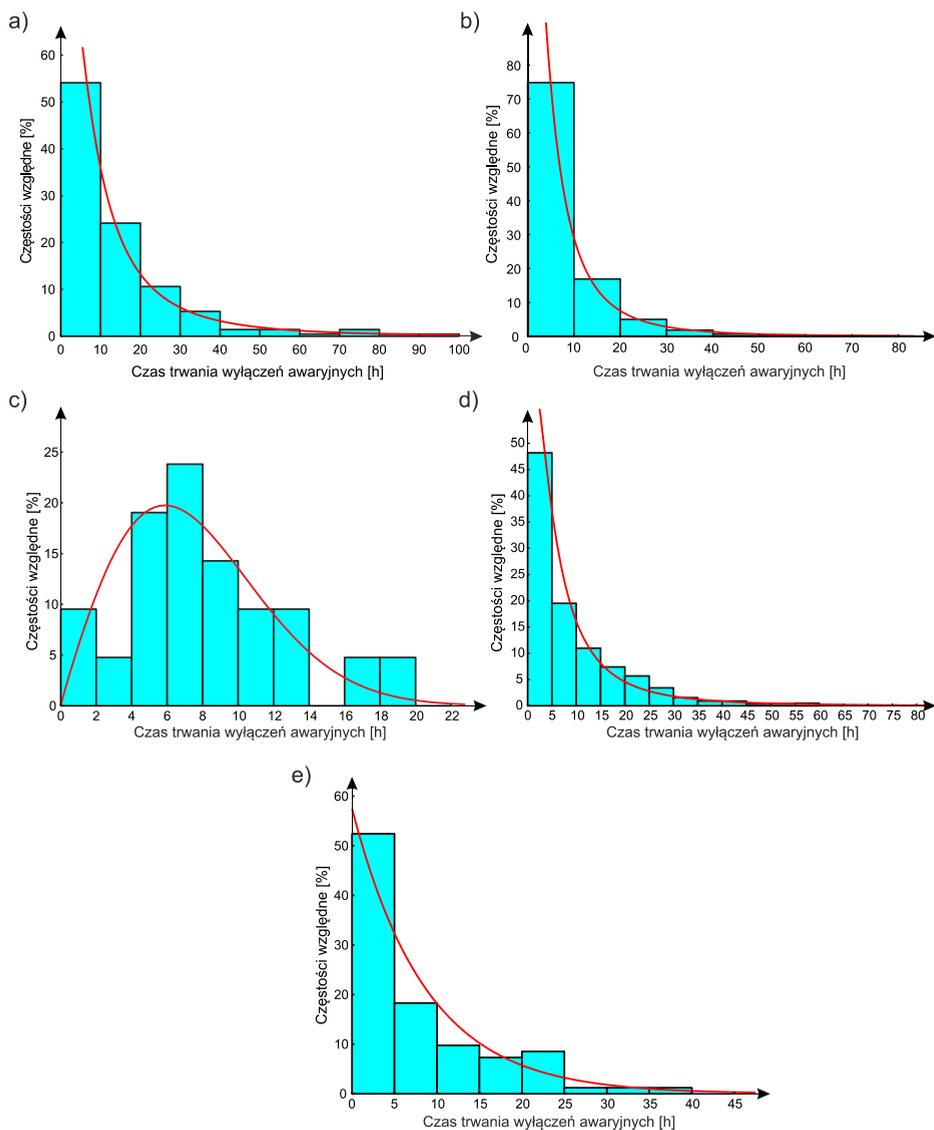 a)
Częstości względne [%]
60
50
40
30
20
10
0
0 10 20 30 40 50 60 70 80 90 100
Czas trwania wyłączeń awaryjnych [h]
b)
Częstości względne [%]
80
70
60
50
40
30
20
10
0
0 10 20 30 40 50 60 70 80
Czas trwania wyłączeń awaryjnych [h]
c)
Częstości względne [%]
25
20
15
10
5
0
0 2 4 6 8 10 12 14 16 18 20 22
Czas trwania wyłączeń awaryjnych [h]
d)
Częstości względne [%]
50
45
40
35
30
25
20
15
10
5
0
0 5 10 15 20 25 30 35 40 45 50 55 60 65 70 75 80
Czas trwania wyłączeń awaryjnych [h]
e)
Częstości względne [%]
60
50
40
30
20
10
0
0 5 10 15 20 25 30 35 40 45
Czas trwania wyłączeń awaryjnych [h]